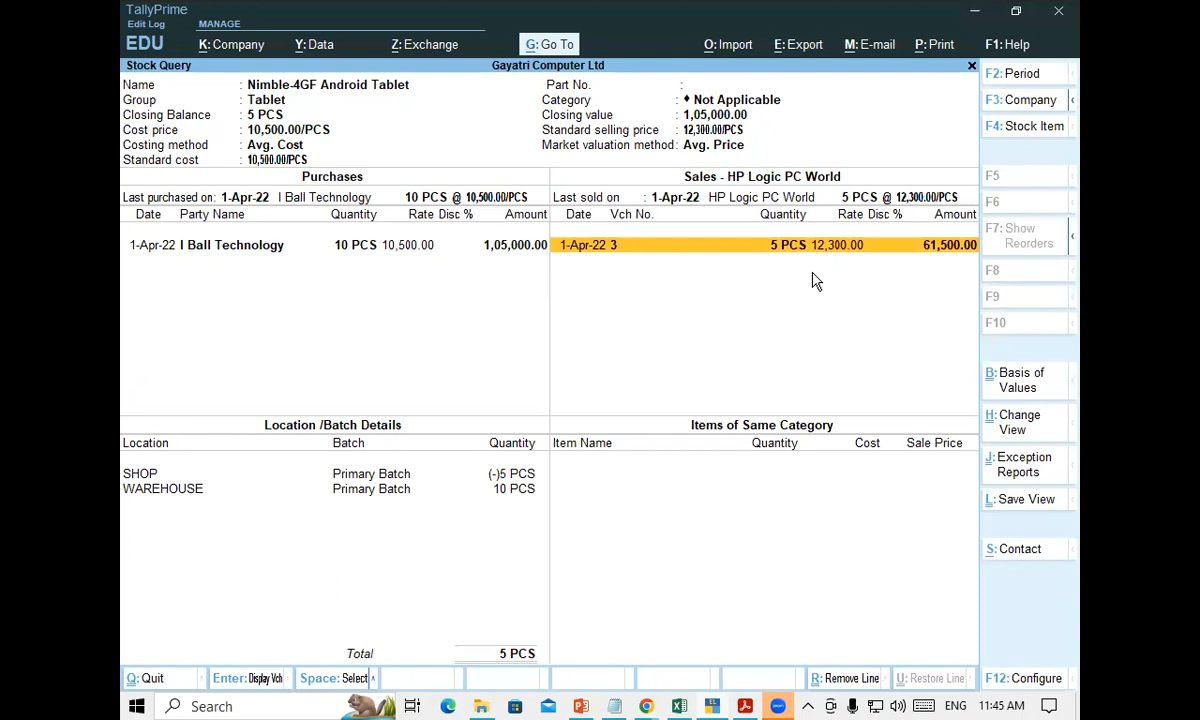 TallyPrime
Edit Log
MANAGE
EDU
K: Company
Y: Data
Z: Exchange
G: Go To
O: Import
E: Export
M: E-mail
P: Print
F1: Help
Stock Query
Gayatri Computer Ltd
Name : Nimble-4GF Android Tablet
Part No. :
Group : Tablet
Category : ♦ Not Applicable
Closing Balance : 5 PCS
Closing value : 1,05,000.00
Cost price : 10,500.00/PCS
Standard selling price : 12,300.00/PCS
Costing method : Avg. Cost
Market valuation method : Avg. Price
Standard cost : 10,500.00/PCS
Purchases
Sales - HP Logic PC World
Last purchased on: 1-Apr-22 I Ball Technology 10 PCS @ 10,500.00/PCS
Last sold on : 1-Apr-22 HP Logic PC World 5 PCS @ 12,300.00/PCS
Date Party Name Quantity Rate Disc % Amount
Date Vch No. Quantity Rate Disc % Amount
1-Apr-22 I Ball Technology 10 PCS 10,500.00 1,05,000.00
1-Apr-22 3 5 PCS 12,300.00 61,500.00
Location /Batch Details
Items of Same Category
Location Batch Quantity
Item Name Quantity Cost Sale Price
SHOP Primary Batch (-)5 PCS
WAREHOUSE Primary Batch 10 PCS
Total 5 PCS
Q: Quit
Enter: Display Vch
Space: Select
R: Remove Line
U: Restore Line
F2: Period
F3: Company
F4: Stock Item
F5
F6
F7: Show
Reorders
F8
F9
F10
B: Basis of
Values
H: Change
View
J: Exception
Reports
L: Save View
S: Contact
F12: Configure
Search
ENG
11:45 AM